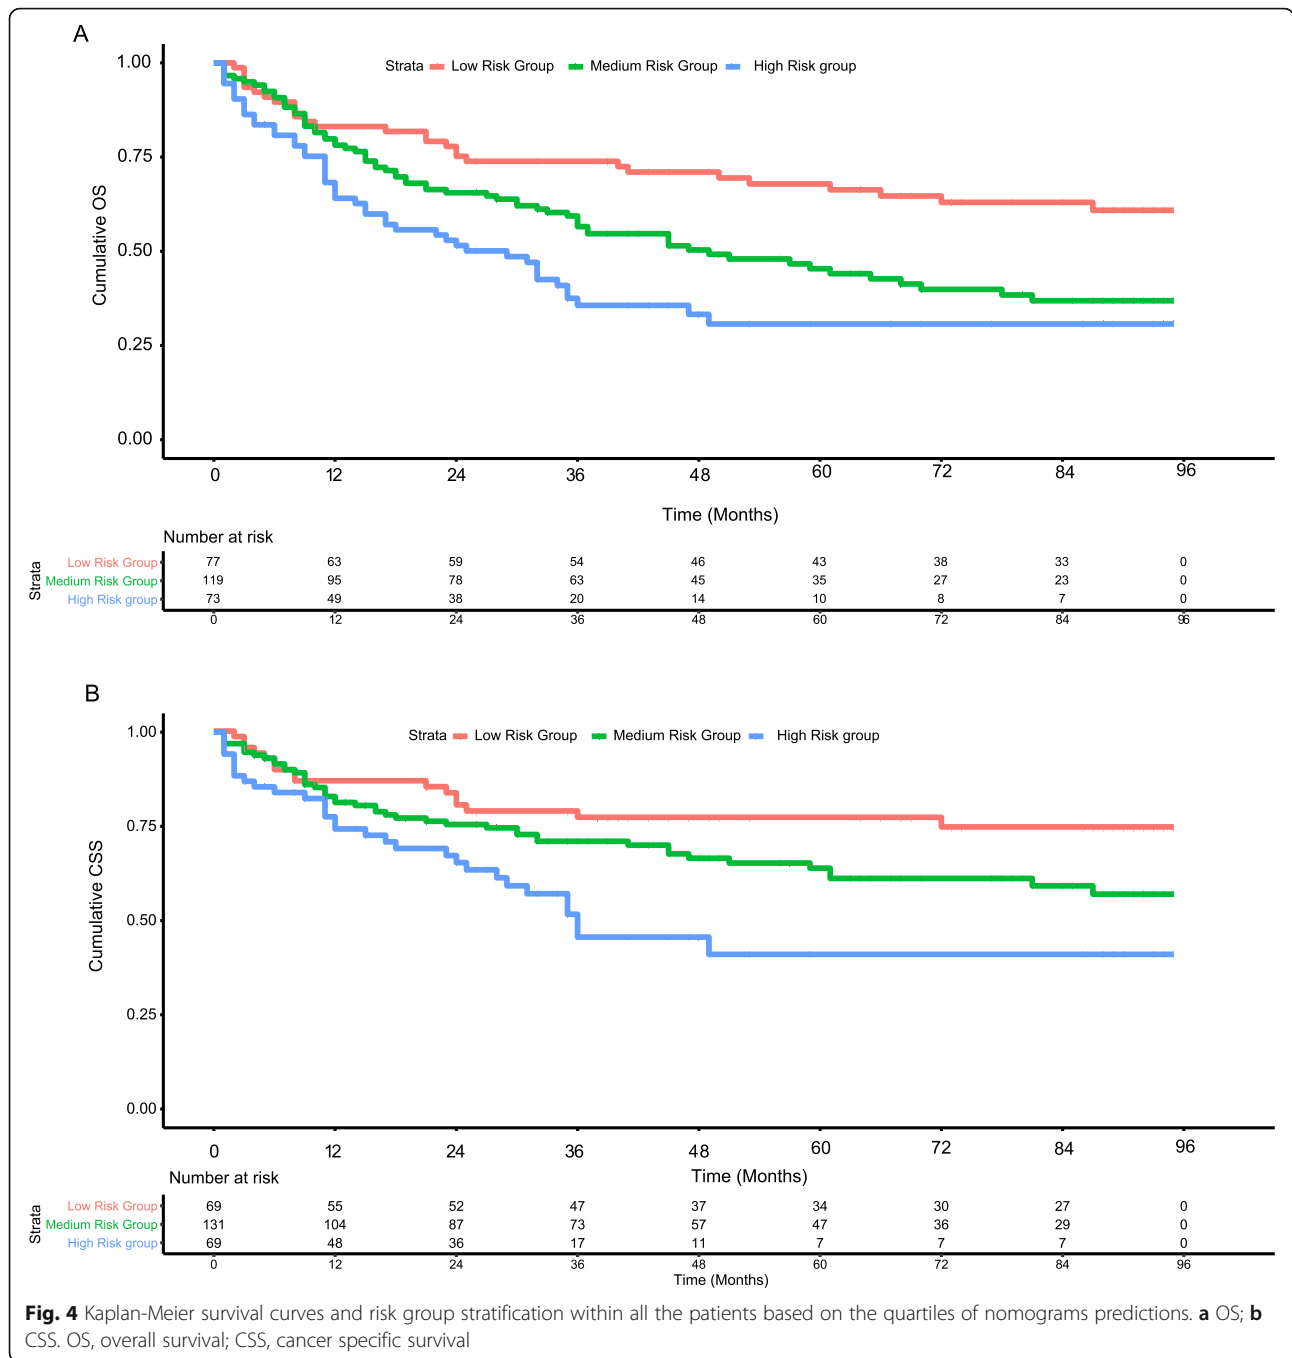 A
1.00
0.75
0.50
0.25
0.00
Cumulative OS
Strata Low Risk Group Medium Risk Group High Risk group
0 12 24 36 48 60 72 84 96
Time (Months)
Number at risk
Strata
Low Risk Group 77 63 59 54 46 43 38 33 0
Medium Risk Group 119 95 78 63 45 35 27 23 0
High Risk group 73 49 38 20 14 10 8 7 0
0 12 24 36 48 60 72 84 96
B
1.00
0.75
0.50
0.25
0.00
Cumulative CSS
Strata Low Risk Group Medium Risk Group High Risk group
0 12 24 36 48 60 72 84 96
Time (Months)
Number at risk
Strata
Low Risk Group 69 55 52 47 37 34 30 27 0
Medium Risk Group 131 104 87 73 57 47 36 29 0
High Risk group 69 48 36 17 11 7 7 7 0
0 12 24 36 48 60 72 84 96
Time (Months)
Fig. 4 Kaplan-Meier survival curves and risk group stratification within all the patients based on the quartiles of nomograms predictions. a OS; b
CSS. OS, overall survival; CSS, cancer specific survival